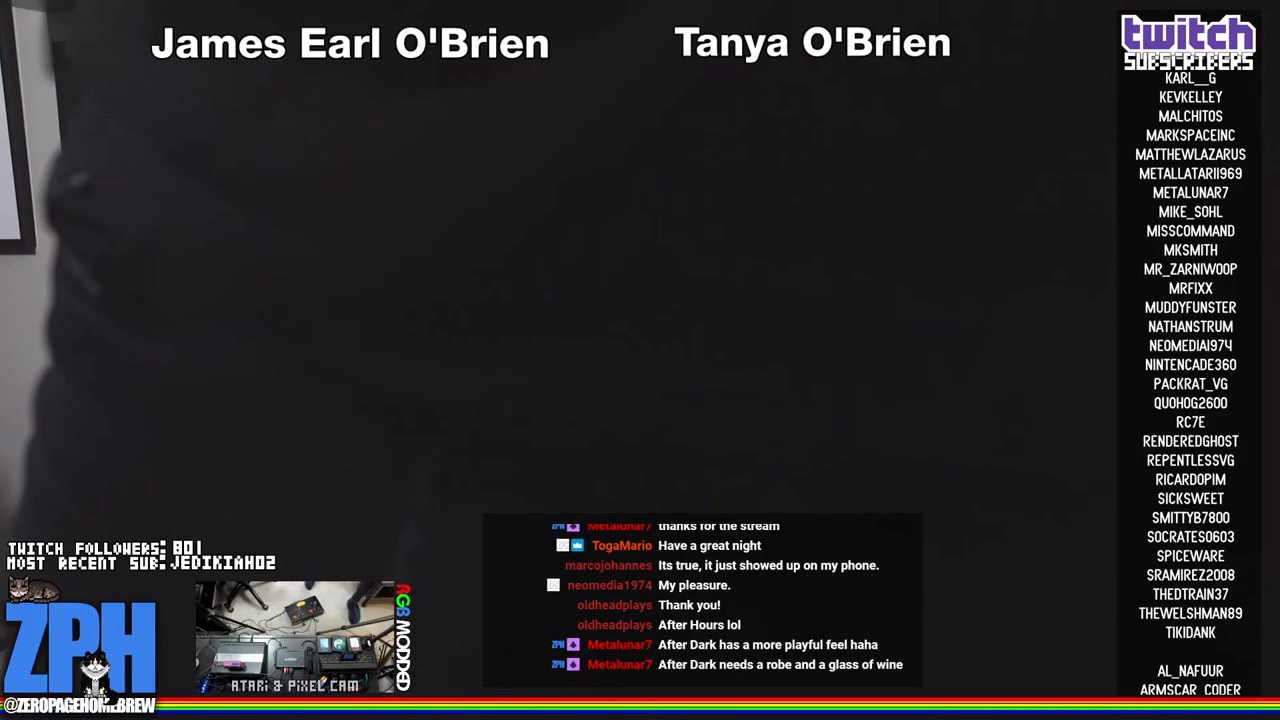 James Earl O'Brien
Tanya O'Brien
twitch
SUBSCRIBERS
KARL__G
KEVKELLEY
MALCHITOS
MARKSPACEINC
MATTHEWLAZARUS
METALLATARI1969
METALUNAR7
MIKE_SOHL
MISSCOMMAND
MKSMITH
MR_ZARNIWOOP
MRFIXX
MUDDYFUNSTER
NATHANSTRUM
NEOMEDIA1974
NINTENCADE360
PACKRAT_VG
QUOHOG2600
RC7E
RENDEREDGHOST
REPENTLESSVG
RICARDOPIM
SICKSWEET
SMITTYB7800
SOCRATES0603
SPICEWARE
SRAMIREZ2008
THEDTRAIN37
THEWELSHMAN89
TIKIDANK
AL_NAFUUR
ARMSCAR_CODER
ZPH Metalunar7 thanks for the stream
TogaMario Have a great night
marcojohannes Its true, it just showed up on my phone.
neomedia1974 My pleasure.
oldheadplays Thank you!
oldheadplays After Hours lol
ZPH Metalunar7 After Dark has a more playful feel haha
ZPH Metalunar7 After Dark needs a robe and a glass of wine
TWITCH FOLLOWERS: 801
MOST RECENT SUB: JEDIKIAH02
ZPH
@ZEROPAGEHOMEBREW
ATARI & PIXEL CAM
RGB MODDED